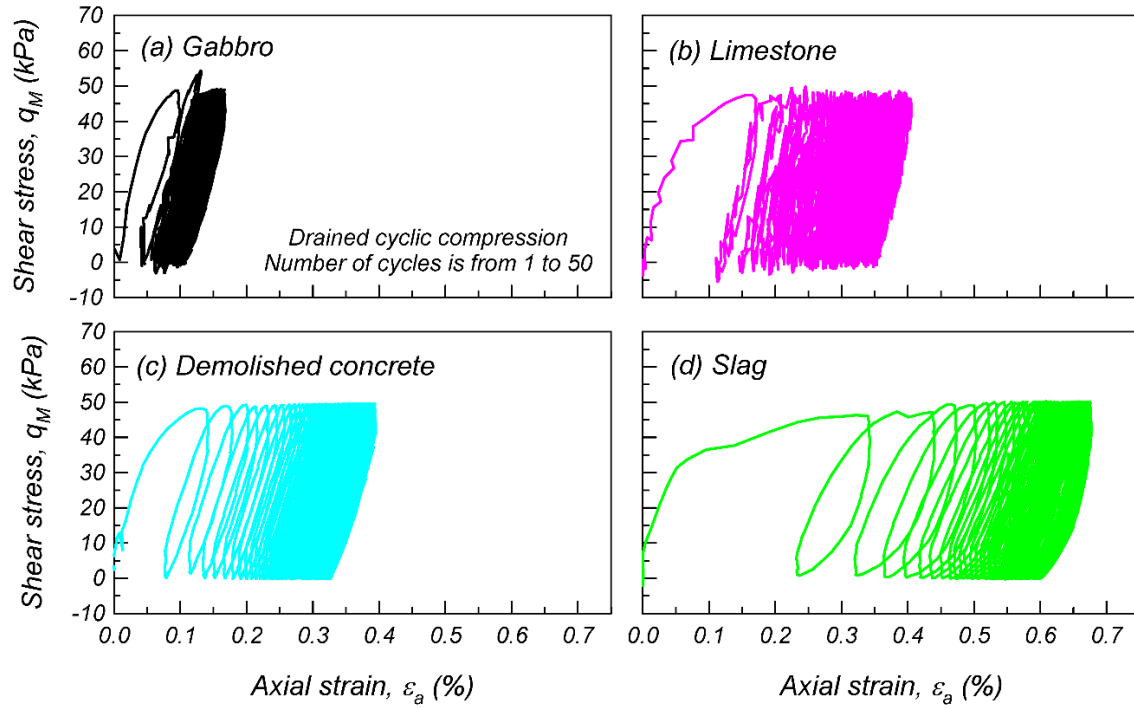 (a) Gabbro
(b) Limestone
Shear stress, q_M (kPa)
70
60
50
40
30
20
10
0
-10
Drained cyclic compression
Number of cycles is from 1 to 50
(c) Demolished concrete
(d) Slag
Shear stress, q_M (kPa)
70
60
50
40
30
20
10
0
-10
0.0 0.1 0.2 0.3 0.4 0.5 0.6 0.7
0.0 0.1 0.2 0.3 0.4 0.5 0.6 0.7
Axial strain, ε_a (%)
Axial strain, ε_a (%)